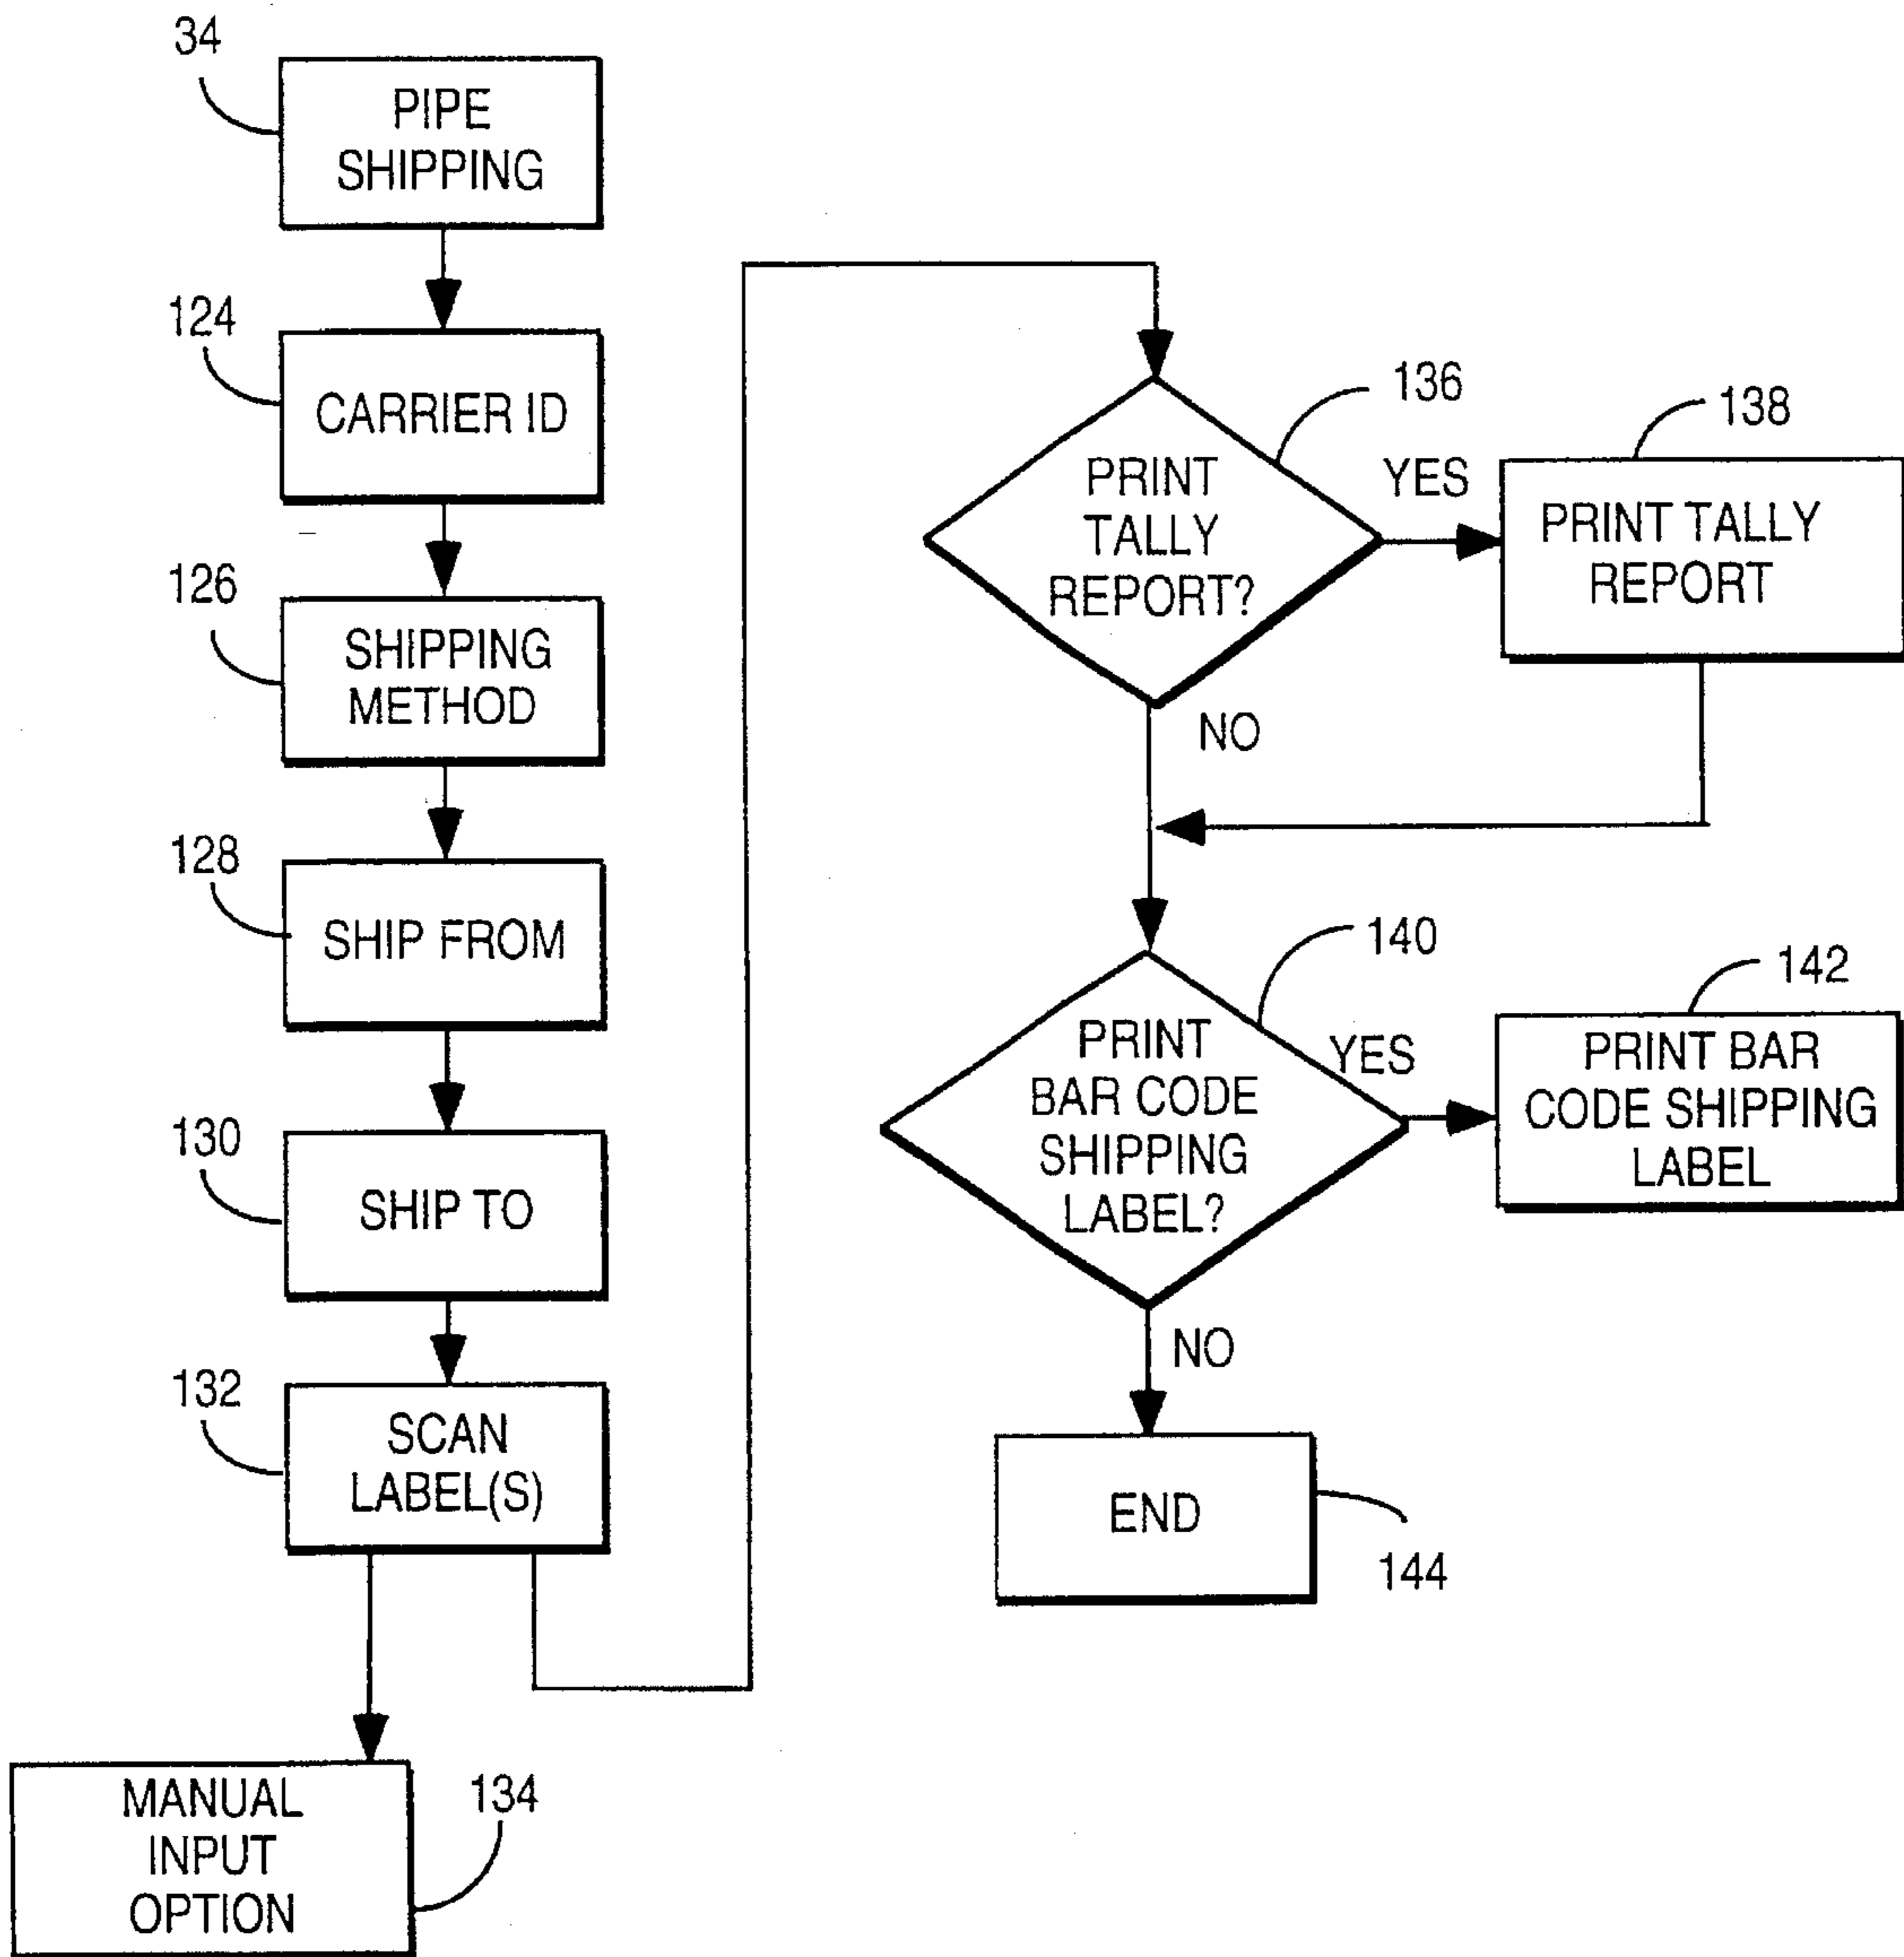 34
PIPE
SHIPPING
124
CARRIER ID
126
SHIPPING
METHOD
128
SHIP FROM
130
SHIP TO
132
SCAN
LABEL(S)
134
MANUAL
INPUT
OPTION
136
PRINT
TALLY
REPORT?
YES
138
PRINT TALLY
REPORT
NO
140
PRINT
BAR CODE
SHIPPING
LABEL?
YES
142
PRINT BAR
CODE SHIPPING
LABEL
NO
END
144